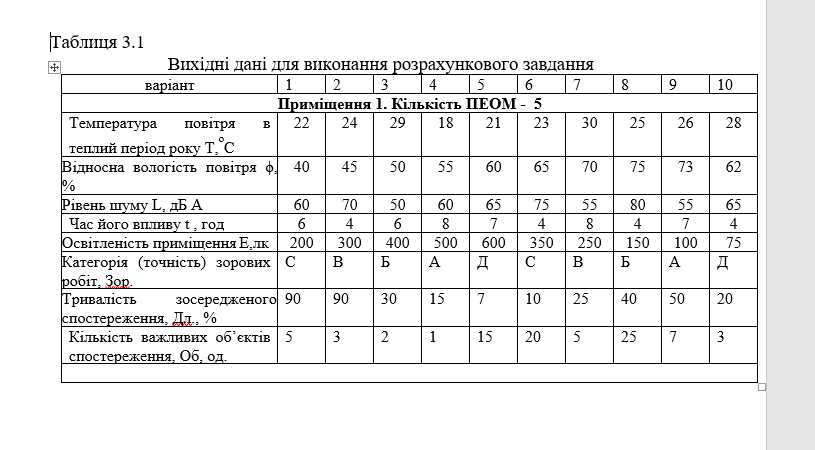 Таблиця 3.1
Вихідні дані для виконання розрахункового завдання
варіант 1 2 3 4 5 6 7 8 9 10
Приміщення 1. Кількість ПЕОМ - 5
Температура повітря в 22 24 29 18 21 23 30 25 26 28
теплий період року Т,°С
Відносна вологість повітря ф, 40 45 50 55 60 65 70 75 73 62
%
Рівень шуму L, дБ А 60 70 50 60 65 75 55 80 55 65
Час його впливу t , год 6 4 6 8 7 4 8 4 7 4
Освітленість приміщення Е,лк 200 300 400 500 600 350 250 150 100 75
Категорія (точність) зорових С В Б А Д С В Б А Д
робіт, Зор.
Тривалість зосередженого 90 90 30 15 7 10 25 40 50 20
спостереження, Дл., %
Кількість важливих об’єктів 5 3 2 1 15 20 5 25 7 3
спостереження, Об, од.